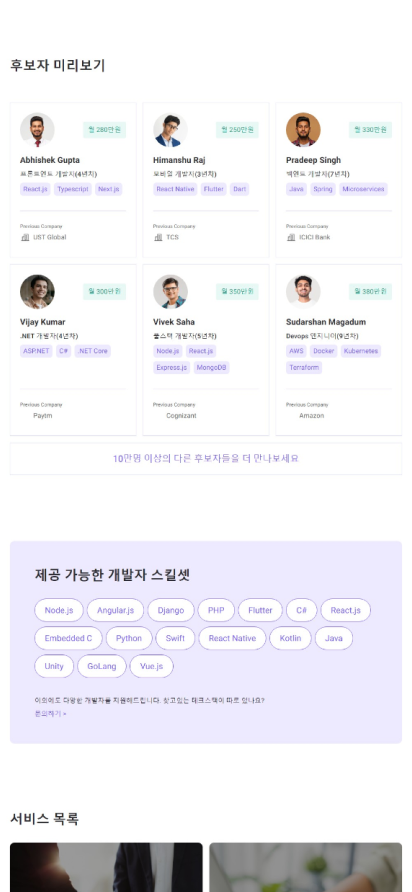 후보자 미리보기
월 280만원
Abhishek Gupta
프론트엔드 개발자(4년차)
React.js Typescript Next.js
Previous Company
UST Global
월 250만원
Himanshu Raj
모바일 개발자(3년차)
React Native Flutter Dart
Previous Company
TCS
월 330만원
Pradeep Singh
백엔드 개발자(7년차)
Java Spring Microservices
Previous Company
ICICI Bank
월 300만원
Vijay Kumar
.NET 개발자(4년차)
ASP.NET C# .NET Core
Previous Company
Paytm
월 350만원
Vivek Saha
풀스택 개발자(5년차)
Node.js React.js
Express.js MongoDB
Previous Company
Cognizant
월 380만원
Sudarshan Magadum
Devops 엔지니어(9년차)
AWS Docker Kubernetes
Terraform
Previous Company
Amazon
10만명 이상의 다른 후보자들을 더 만나보세요
제공 가능한 개발자 스킬셋
Node.js Angular.js Django PHP Flutter C# React.js
Embedded C Python Swift React Native Kotlin Java
Unity GoLang Vue.js
이외에도 다양한 개발자를 지원해드립니다. 찾고있는 테크스택이 따로 있나요?
문의하기 >
서비스 목록